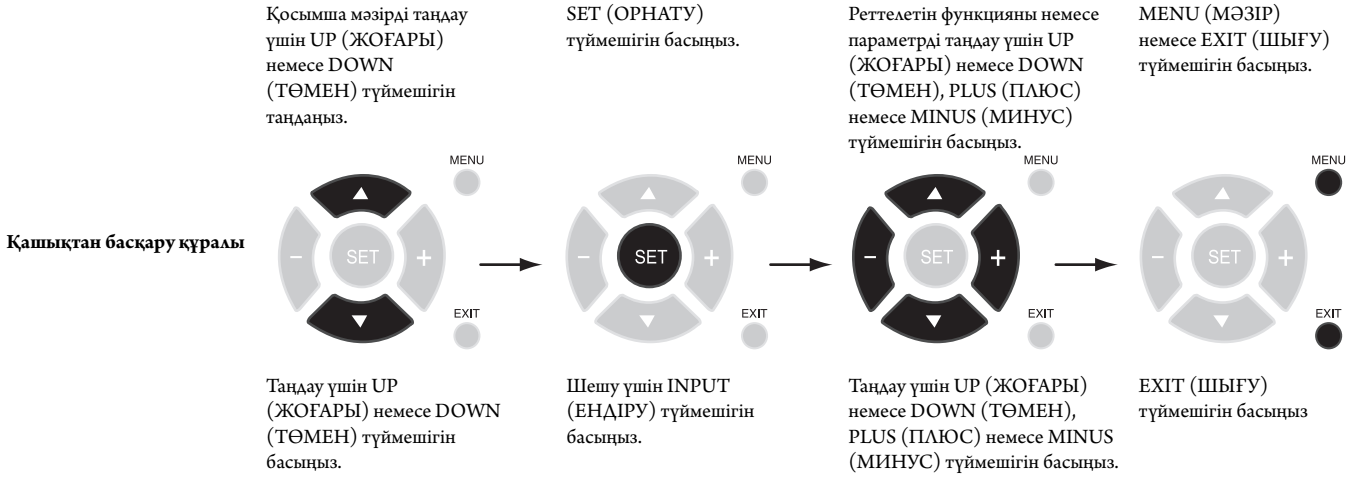 Қосымша мәзірді таңдау
үшін UP (ЖОҒАРЫ)
немесе DOWN
(ТӨМЕН) түймешігін
таңдаңыз.
SET (ОРНАТУ)
түймешігін басыңыз.
Реттелетін функцияны немесе
параметрді таңдау үшін UP
(ЖОҒАРЫ) немесе DOWN
(ТӨМЕН), PLUS (ПЛЮС)
немесе MINUS (МИНУС)
түймешігін басыңыз.
MENU (МӘЗІР)
немесе EXIT (ШЫҒУ)
түймешігін басыңыз.
Қашықтан басқару құралы
MENU
- SET +
EXIT
MENU
- SET +
EXIT
MENU
- SET +
EXIT
MENU
- SET +
EXIT
Таңдау үшін UP
(ЖОҒАРЫ) немесе DOWN
(ТӨМЕН) түймешігін
басыңыз.
Шешу үшін INPUT
(ЕНДІРУ) түймешігін
басыңыз.
Таңдау үшін UP (ЖОҒАРЫ)
немесе DOWN (ТӨМЕН),
PLUS (ПЛЮС) немесе MINUS
(МИНУС) түймешігін басыңыз.
EXIT (ШЫҒУ)
түймешігін басыңыз